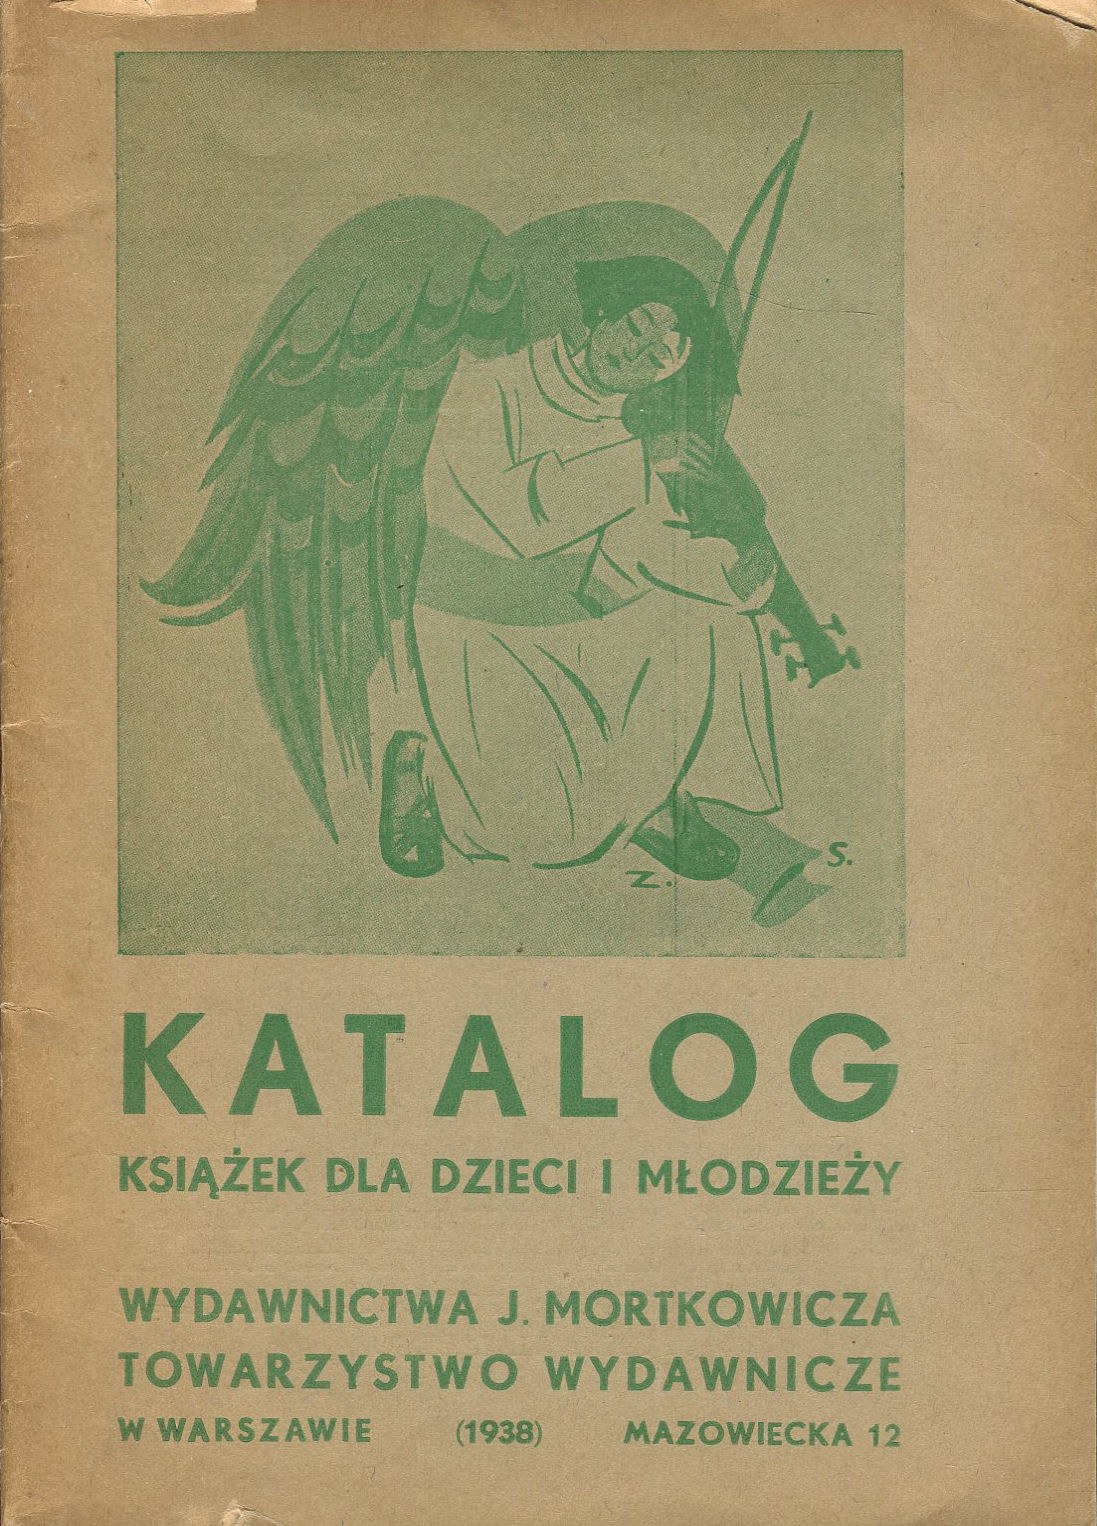 Z. S.
KATALOG
KSIĄŻEK DLA DZIECI I MŁODZIEŻY
WYDAWNICTWA J. MORTKOWICZA
TOWARZYSTWO WYDAWNICZE
W WARSZAWIE (1938) MAZOWIECKA 12